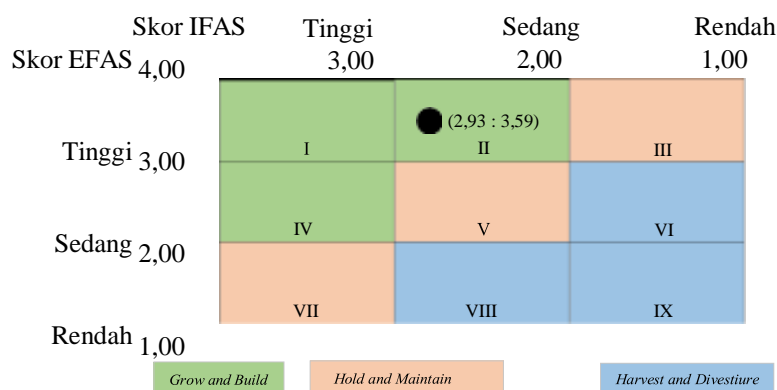 Skor IFAS Tinggi Sedang Rendah
Skor EFAS 4,00 3,00 2,00 1,00
(2,93 : 3,59)
Tinggi 3,00 I II III
IV V VI
Sedang 2,00
VII VIII IX
Rendah 1,00
Grow and Build Hold and Maintain Harvest and Divestiure